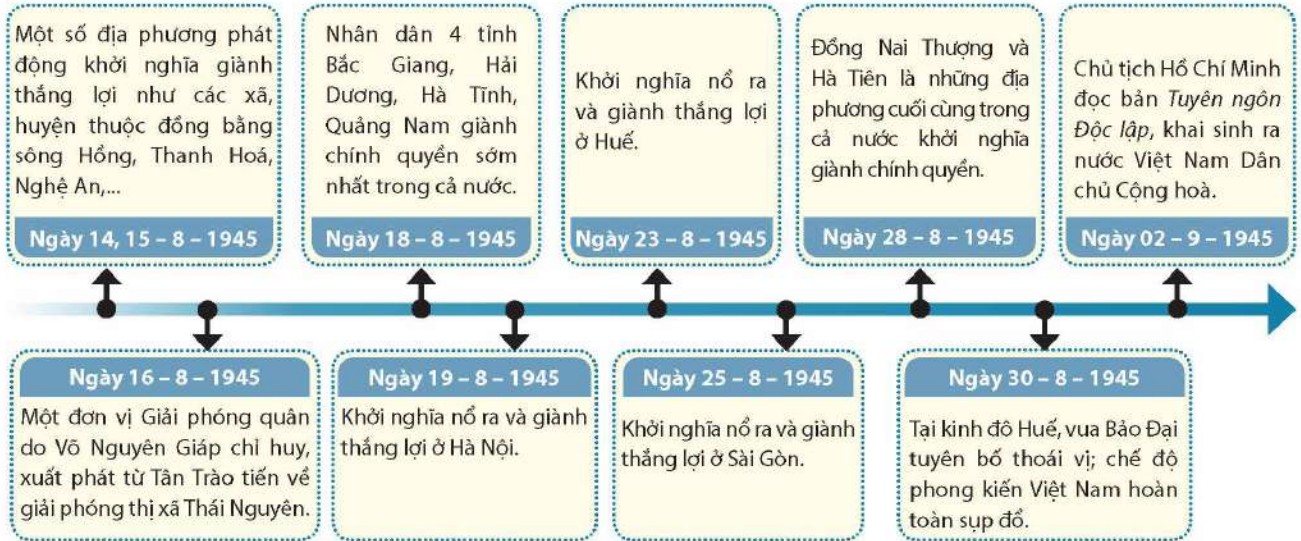 Một số địa phương phát
động khởi nghĩa giành
thắng lợi như các xã,
huyện thuộc đồng bằng
sông Hồng, Thanh Hoá,
Nghệ An,...
Ngày 14, 15 – 8 – 1945
Nhân dân 4 tỉnh
Bắc Giang, Hải
Dương, Hà Tĩnh,
Quảng Nam giành
chính quyền sớm
nhất trong cả nước.
Ngày 18 – 8 – 1945
Khởi nghĩa nổ ra
và giành thắng lợi
ở Huế.
Ngày 23 – 8 – 1945
Đồng Nai Thượng và
Hà Tiên là những địa
phương cuối cùng trong
cả nước khởi nghĩa
giành chính quyền.
Ngày 28 – 8 – 1945
Chủ tịch Hồ Chí Minh
đọc bản Tuyên ngôn
Độc lập, khai sinh ra
nước Việt Nam Dân
chủ Cộng hoà.
Ngày 02 – 9 – 1945
Ngày 16 – 8 – 1945
Một đơn vị Giải phóng quân
do Võ Nguyên Giáp chỉ huy,
xuất phát từ Tân Trào tiến về
giải phóng thị xã Thái Nguyên.
Ngày 19 – 8 – 1945
Khởi nghĩa nổ ra và giành
thắng lợi ở Hà Nội.
Ngày 25 – 8 – 1945
Khởi nghĩa nổ ra và giành
thắng lợi ở Sài Gòn.
Ngày 30 – 8 – 1945
Tại kinh đô Huế, vua Bảo Đại
tuyên bố thoái vị; chế độ
phong kiến Việt Nam hoàn
toàn sụp đổ.